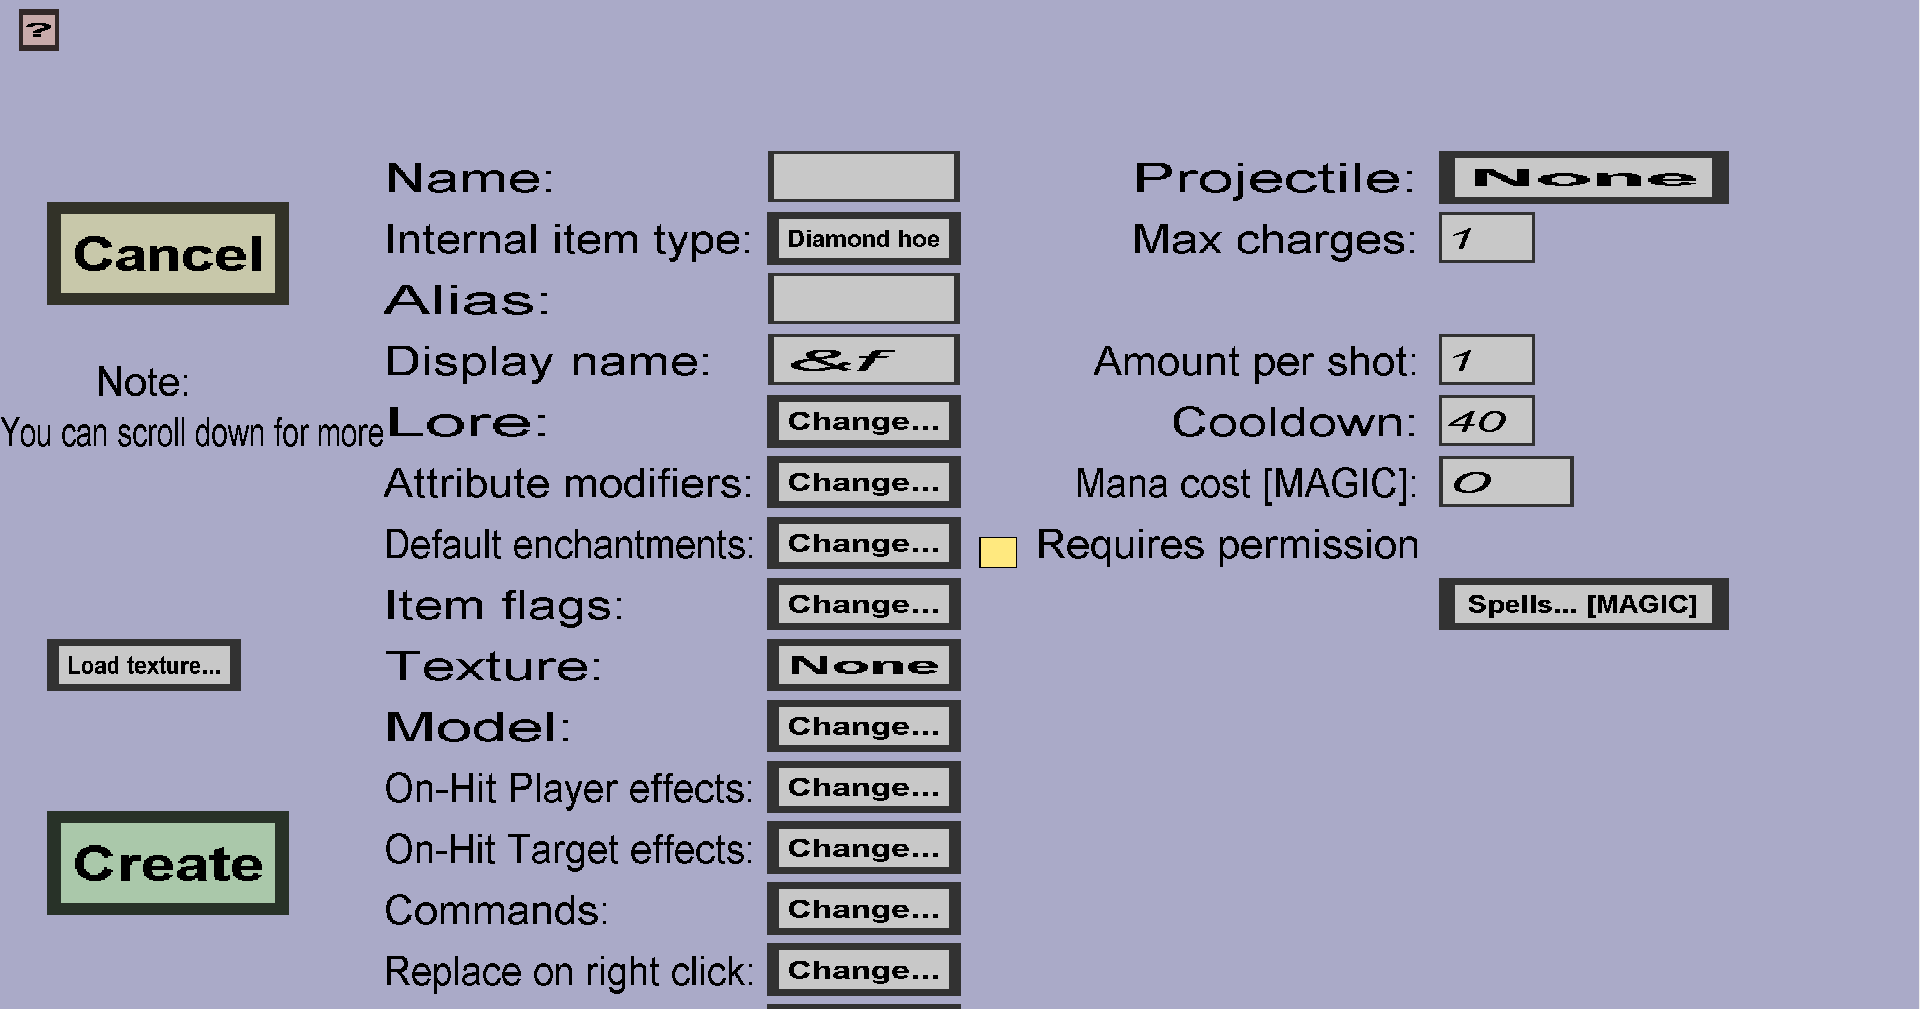 ?
Name:
Projectile: None
Cancel
Internal item type: Diamond hoe
Max charges: 1
Alias:
Note:
You can scroll down for more
Display name: &f
Amount per shot: 1
Lore: Change...
Cooldown: 40
Attribute modifiers: Change...
Mana cost [MAGIC]: 0
Default enchantments: Change...
Requires permission
Item flags: Change...
Spells... [MAGIC]
Load texture...
Texture: None
Model: Change...
On-Hit Player effects: Change...
Create
On-Hit Target effects: Change...
Commands: Change...
Replace on right click: Change...